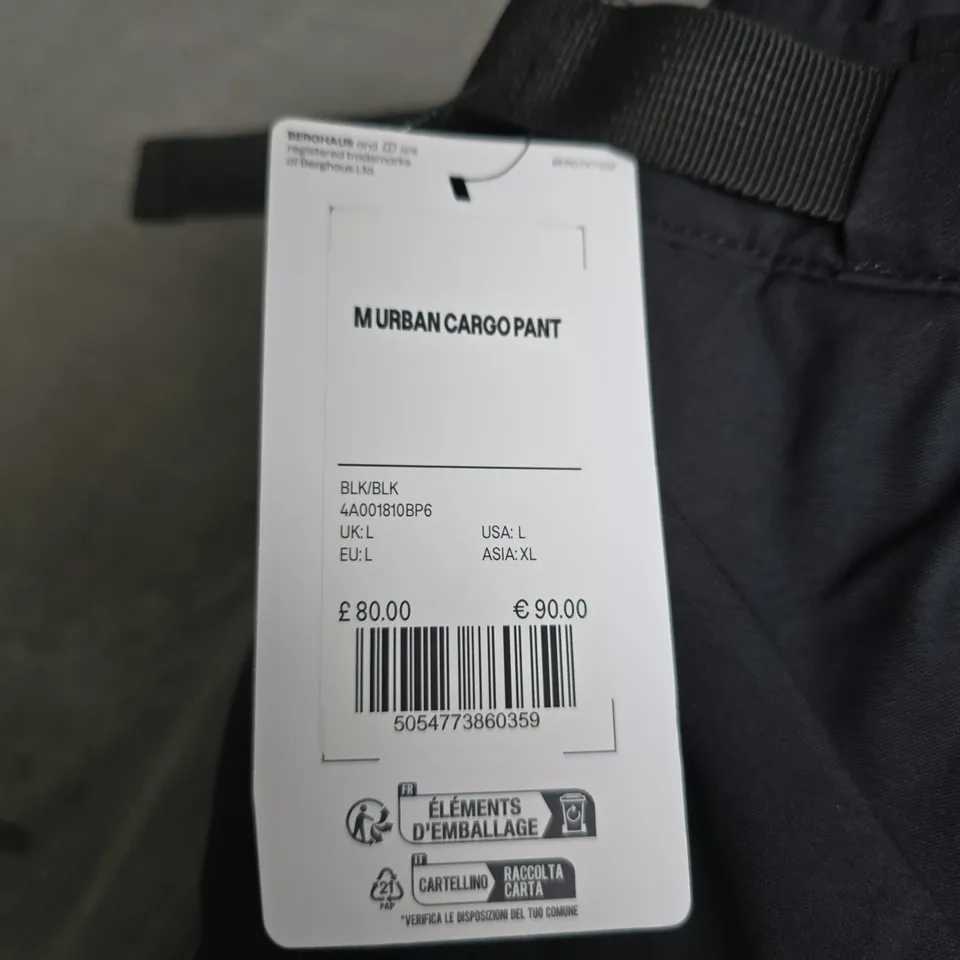 BERGHAUS and are
registered trademarks
of Berghaus Ltd.
M URBAN CARGO PANT
BLK/BLK
4A001810BP6
UK: L USA: L
EU: L ASIA: XL
£ 80.00 € 90.00
5054773860359
FR
ÉLÉMENTS
D'EMBALLAGE
IT
CARTELLINO RACCOLTA
CARTA
21
PAP
*VERIFICA LE DISPOSIZIONI DEL TUO COMUNE